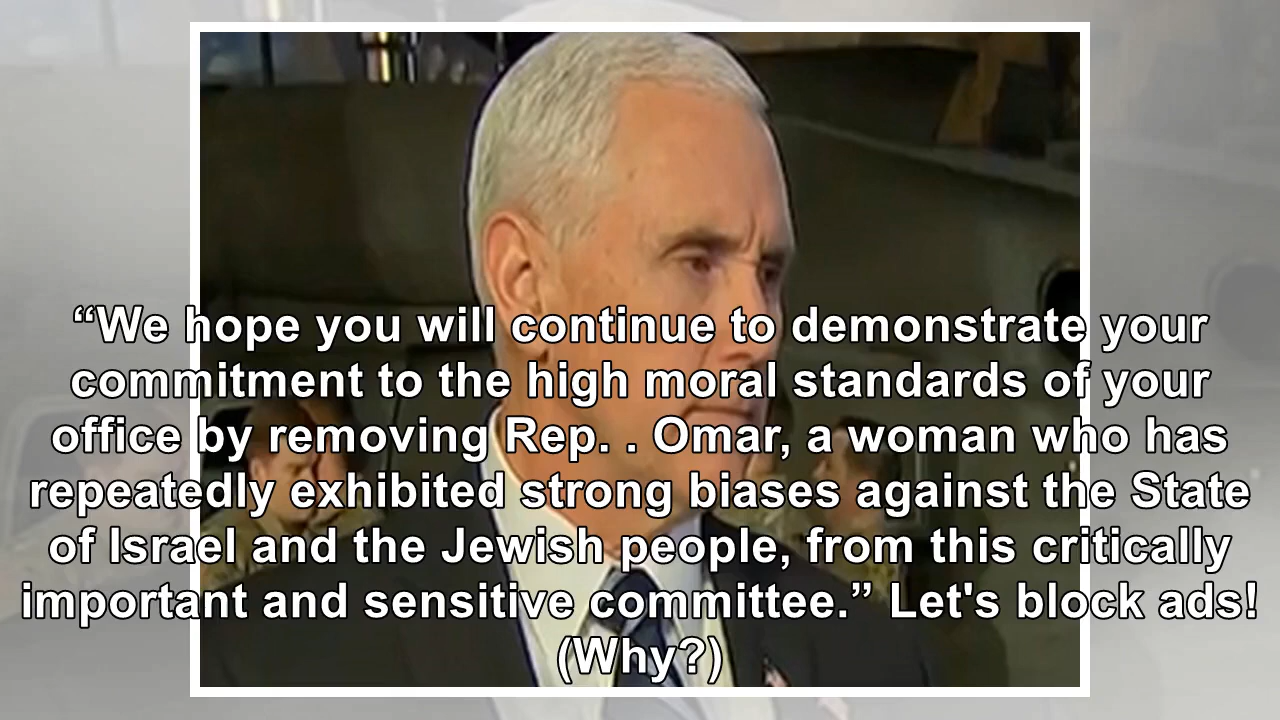 “We hope you will continue to demonstrate your
commitment to the high moral standards of your
office by removing Rep. . Omar, a woman who has
repeatedly exhibited strong biases against the State
of Israel and the Jewish people, from this critically
important and sensitive committee.” Let's block ads!
(Why?)